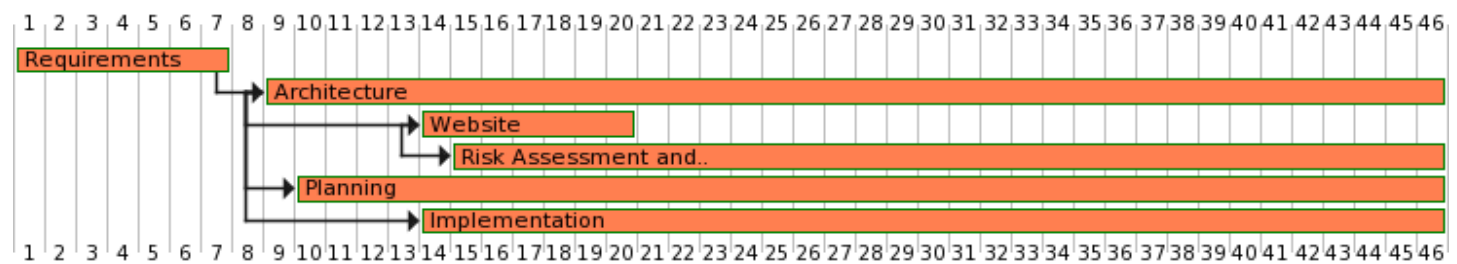 1 2 3 4 5 6 7 8 9 10 11 12 13 14 15 16 17 18 19 20 21 22 23 24 25 26 27 28 29 30 31 32 33 34 35 36 37 38 39 40 41 42 43 44 45 46
Requirements
Architecture
Website
Risk Assessment and..
Planning
Implementation
1 2 3 4 5 6 7 8 9 10 11 12 13 14 15 16 17 18 19 20 21 22 23 24 25 26 27 28 29 30 31 32 33 34 35 36 37 38 39 40 41 42 43 44 45 46